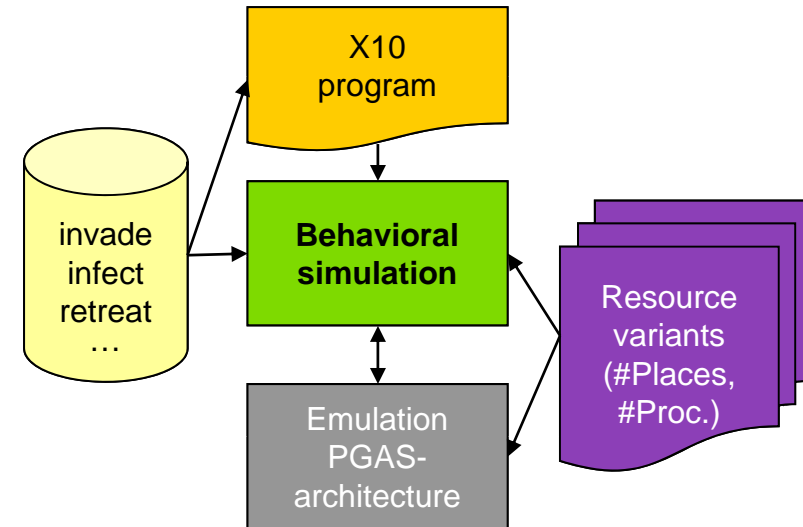 X10
program
invade
infect
retreat
…
Behavioral
simulation
Resource
variants
(#Places,
#Proc.)
Emulation
PGAS-
architecture